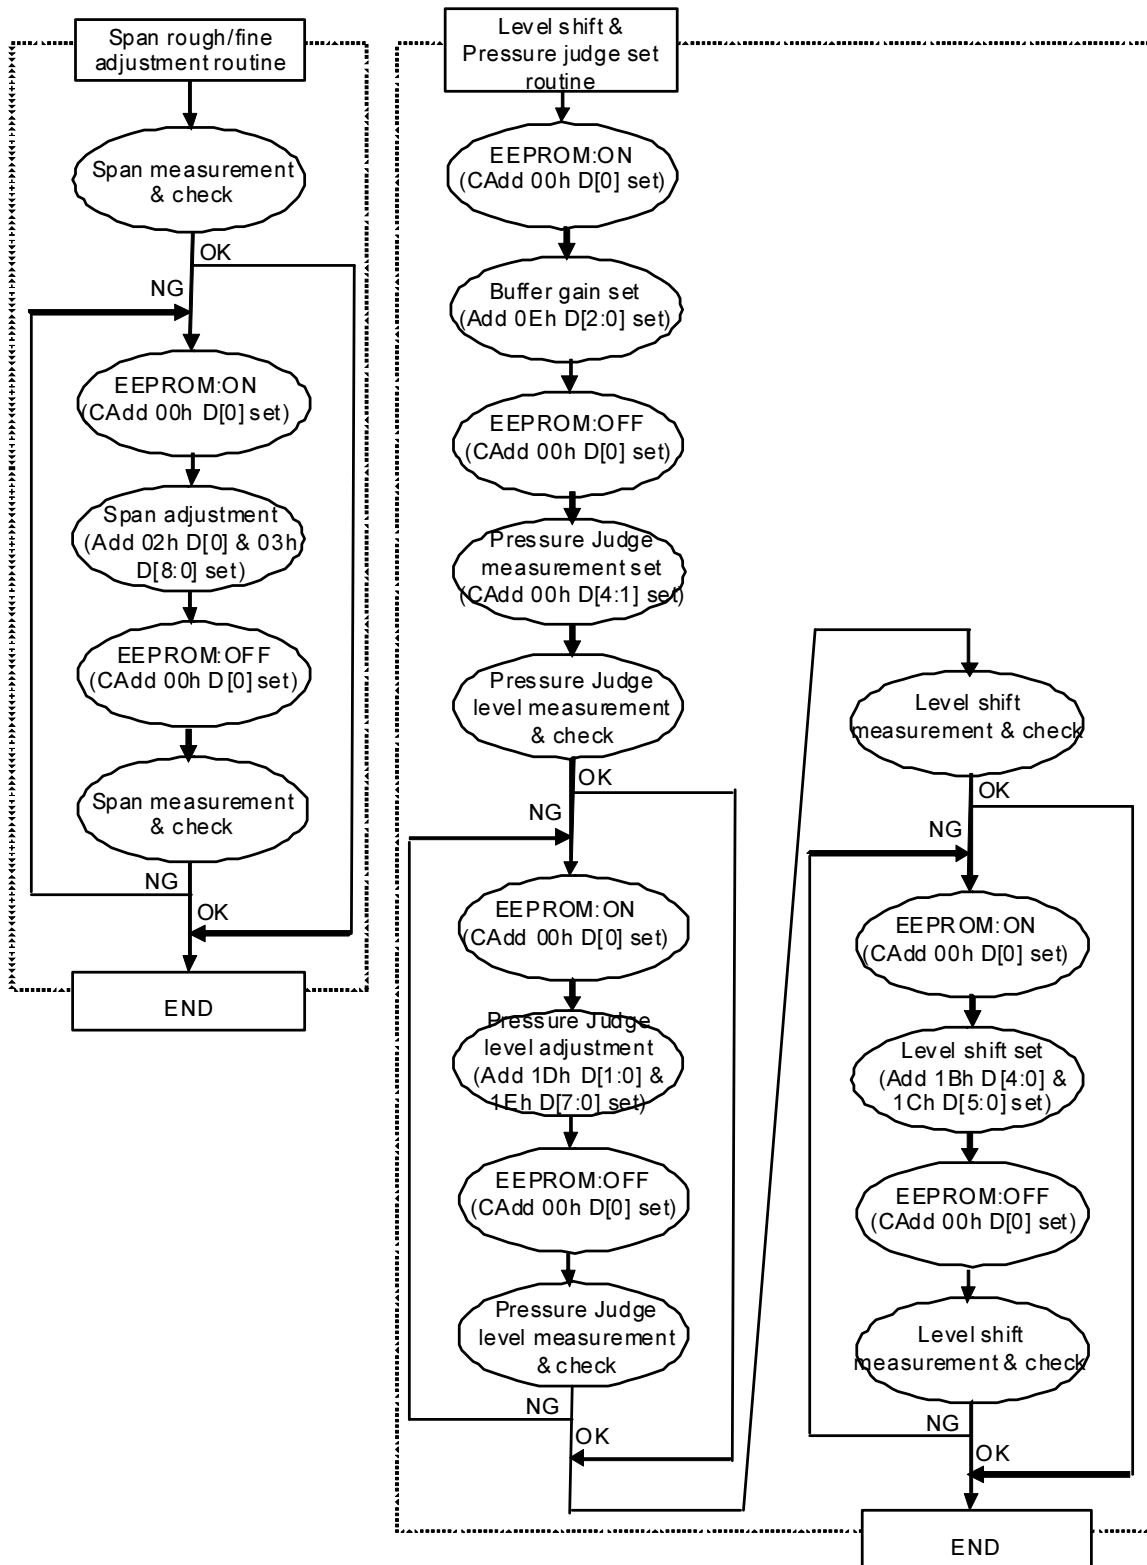 Span rough/fine
adjustment routine
Span measurement
& check
OK
NG
EEPROM:ON
(CAdd 00h D[0] set)
Span adjustment
(Add 02h D[0] & 03h
D[8:0] set)
EEPROM:OFF
(CAdd 00h D[0] set)
Span measurement
& check
NG
OK
END
Level shift &
Pressure judge set
routine
EEPROM:ON
(CAdd 00h D[0] set)
Buffer gain set
(Add 0Eh D[2:0] set)
EEPROM:OFF
(CAdd 00h D[0] set)
Pressure Judge
measurement set
(CAdd 00h D[4:1] set)
Pressure Judge
level measurement
& check
OK
NG
EEPROM:ON
(CAdd 00h D[0] set)
Pressure Judge
level adjustment
(Add 1Dh D[1:0] &
1Eh D[7:0] set)
EEPROM:OFF
(CAdd 00h D[0] set)
Pressure Judge
level measurement
& check
NG
OK
Level shift
measurement & check
OK
NG
EEPROM:ON
(CAdd 00h D[0] set)
Level shift set
(Add 1Bh D[4:0] &
1Ch D[5:0] set)
EEPROM:OFF
(CAdd 00h D[0] set)
Level shift
measurement & check
NG
OK
END